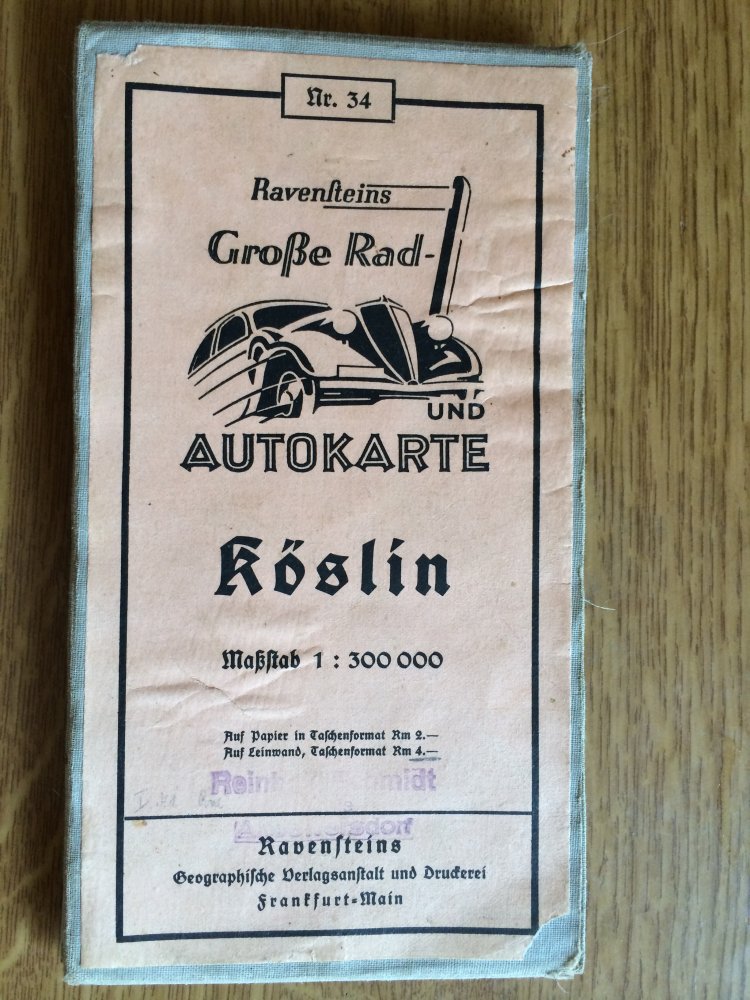 Nr. 34
Ravenſteins
Große Rad-
UND
AUTOKARTE
Köslin
Maßſtab 1 : 300 000
Auf Papier in Taſchenformat Rm 2.—
Auf Leinwand, Taſchenformat Rm 4.—
Ravenſteins
Geographiſche Verlagsanſtalt und Druckerei
Frankfurt-Main